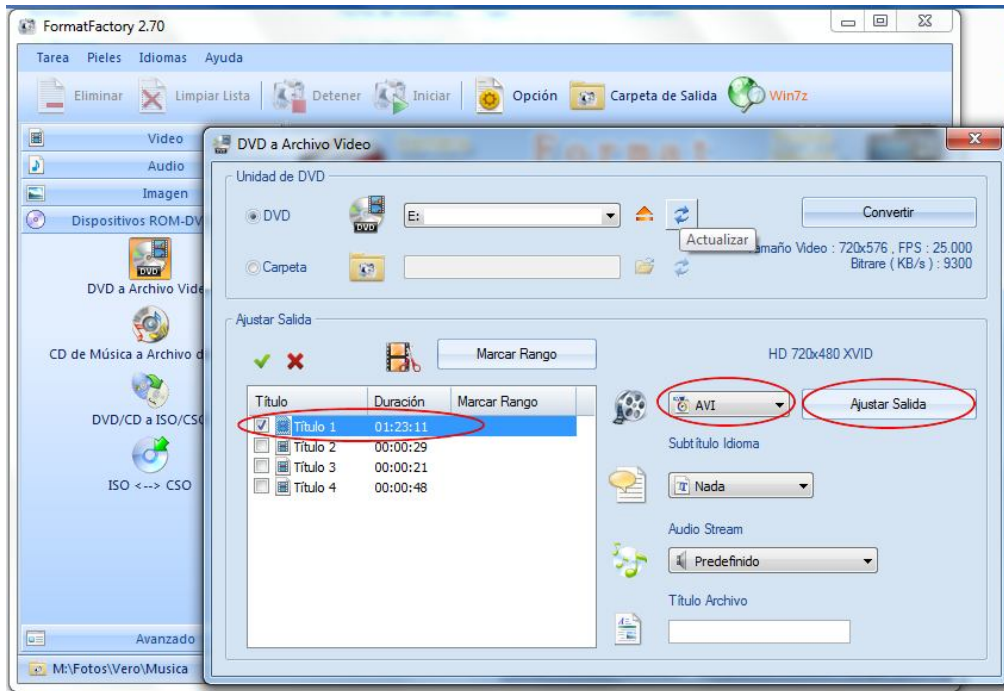 FormatFactory 2.70
Tarea Pieles Idiomas Ayuda
Eliminar Limpiar Lista Detener Iniciar Opción Carpeta de Salida Win7z
Video
Audio
Imagen
Dispositivos ROM-DV
DVD
DVD a Archivo Vide
CD de Música a Archivo d
DVD/CD a ISO/CSO
ISO <--> CSO
Avanzado
M:\Fotos\Vero\Musica
DVD a Archivo Video
Unidad de DVD
DVD DVD E: Convertir
Actualizar
amaño Video : 720x576 , FPS : 25.000
Bitrare ( KB/s ) : 9300
Carpeta
Ajustar Salida
Marcar Rango
HD 720x480 XVID
Título Duración Marcar Rango
Título 1 01:23:11
Título 2 00:00:29
Título 3 00:00:21
Título 4 00:00:48
AVI Ajustar Salida
Subtítulo Idioma
Nada
Audio Stream
Predefinido
Título Archivo